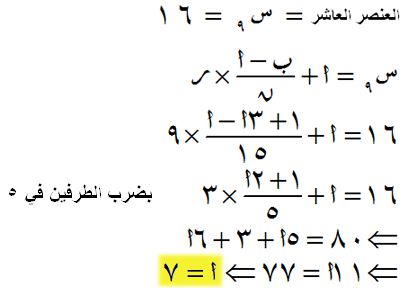 العنصر العاشر = س٩ = ١٦
س٩ = أ + (ب − أ)/ن × ر
١٦ = أ + (١ + ٣أ − أ)/١٥ × ٩
١٦ = أ + (١ + ٢أ)/٥ × ٣ بضرب الطرفين في ٥
⇐ ٨٠ = ٥أ + ٣ + ٦أ
⇐ ١١أ = ٧٧ ⇐ أ = ٧